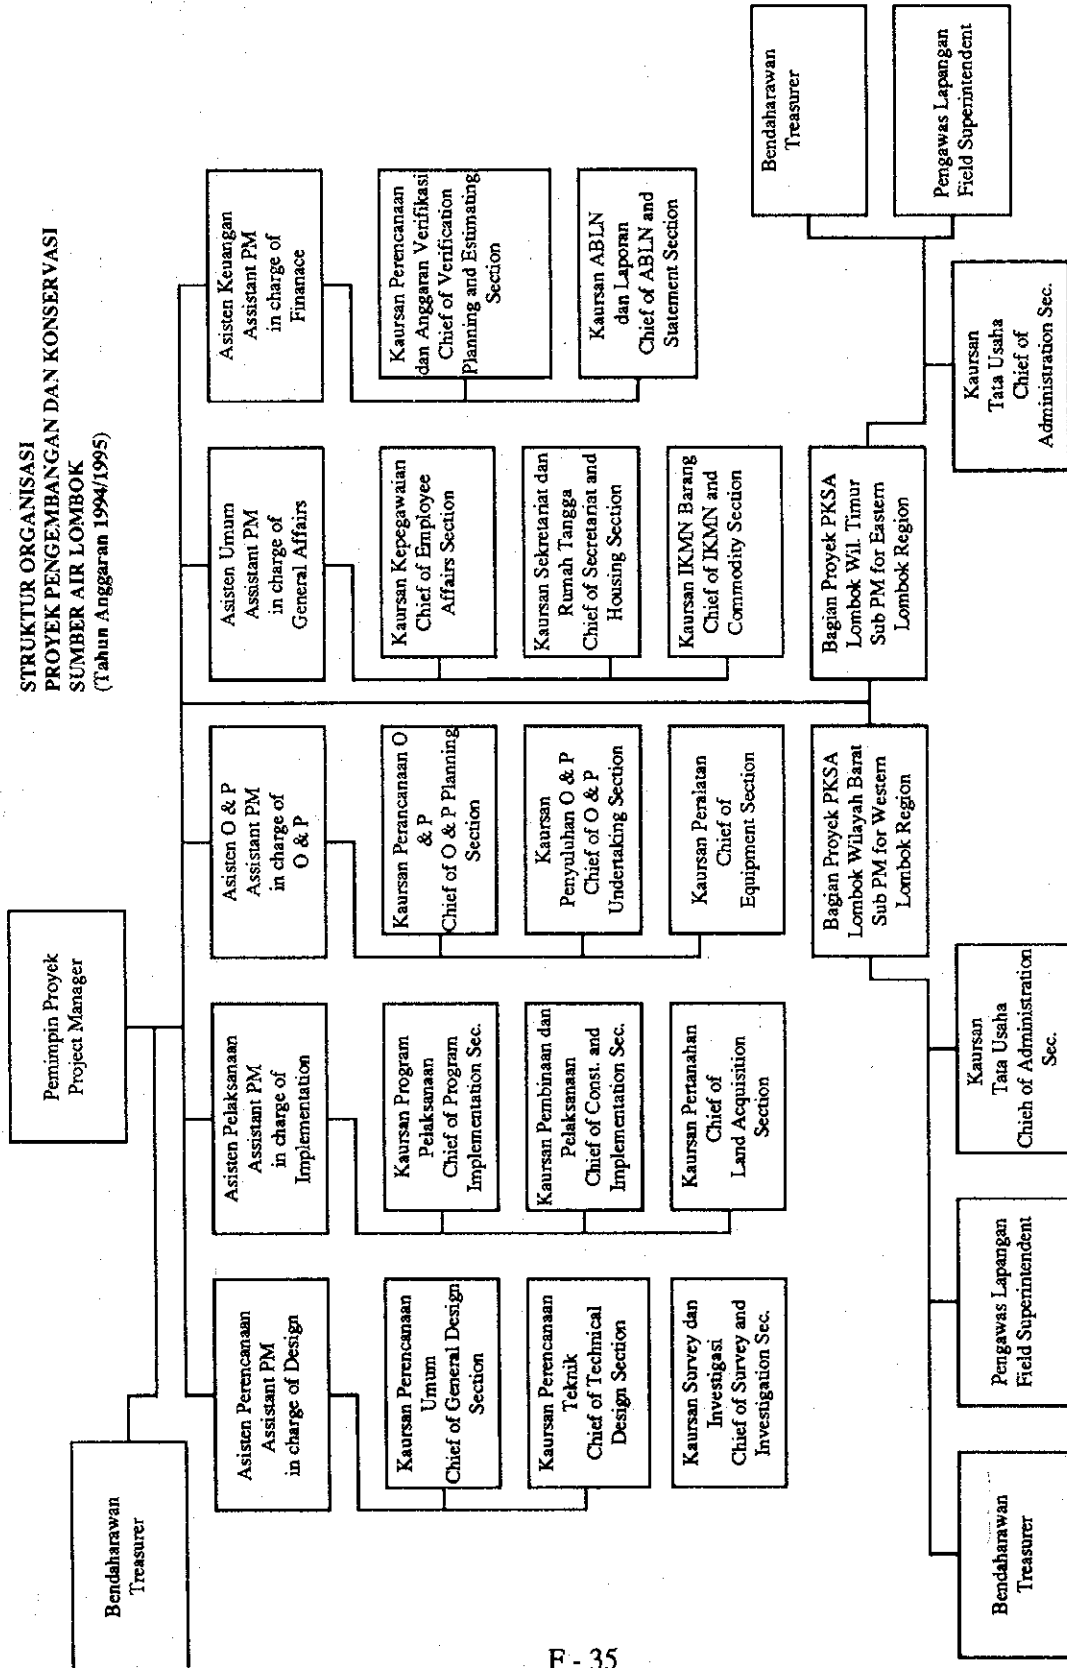 STRUKTUR ORGANISASI
PROYEK PENGEMBANGAN DAN KONSERVASI
SUMBER AIR LOMBOK
(Tahun Anggaran 1994/1995)
Pemimpin Proyek
Project Manager
Bendaharawan
Treasurer
Asisten Perencanaan
Assistant PM
in charge of Design
Asisten Pelaksanaan
Assistant PM
in charge of
Implementation
Asisten O & P
Assistant PM
in charge of
O & P
Asisten Umum
Assistant PM
in charge of
General Affairs
Asisten Keuangan
Assistant PM
in charge of
Finanace
Kaursan Perencanaan
Umum
Chief of General Design
Section
Kaursan Program
Pelaksanaan
Chief of Program
Implementation Sec.
Kaursan Perancanaan O
& P
Chief of O & P Planning
Section
Kaursan Kepegawaian
Chief of Employee
Affairs Section
Kaursan Perencanaan
dan Anggaran Verifikasi
Chief of Verification
Planning and Estimating
Section
Kaursan Perencanaan
Teknik
Chief of Technical
Design Section
Kaursan Pembinaan dan
Pelaksanaan
Chief of Const. and
Implementation Sec.
Kaursan
Penyuluhan O & P
Chief of O & P
Undertaking Section
Kaursan Sekretariat dan
Rumah Tangga
Chief of Secretariat and
Housing Section
Kaursan ABLN
dan Laporan
Chief of ABLN and
Statement Section
Kaursan Survey dan
Investigasi
Chief of Survey and
Investigation Sec.
Kaursan Pertanahan
Chief of
Land Acquisition
Section
Kaursan Peralatan
Chief of
Equipment Section
Kaursan IKMN Barang
Chief of IKMN and
Commodity Section
Bagian Proyek PKSA
Lombok Wilayah Barat
Sub PM for Western
Lombok Region
Bagian Proyek PKSA
Lombok Wil. Timur
Sub PM for Eastern
Lombok Region
Bendaharawan
Treasurer
Pengawas Lapangan
Field Superintendent
Bendaharawan
Treasurer
Pengawas Lapangan
Field Superintendent
Kaursan
Tata Usaha
Chieh of Administration
Sec.
Kaursan
Tata Usaha
Chief of
Administration Sec.
F - 35